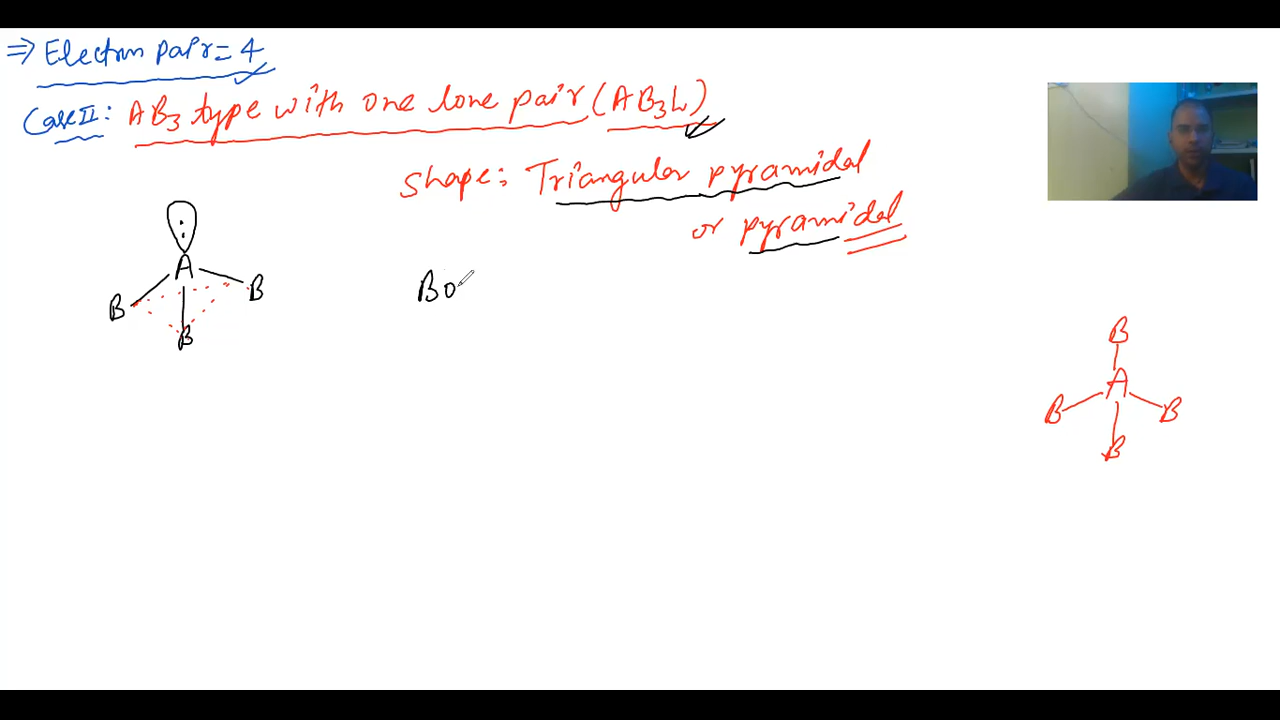 ⇒ Electron pair = 4
Case II: AB₃ type with one lone pair (AB₃L)
shape: Triangular pyramidal
or pyramidal
A
B
B
B
Bo
B
A
B
B
B